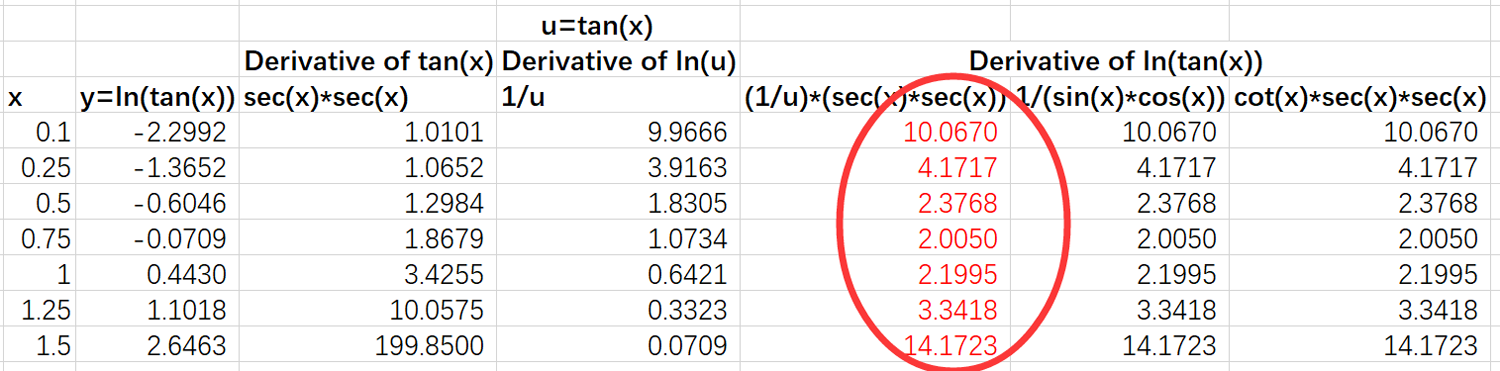 u=tan(x)
Derivative of tan(x) Derivative of ln(u) Derivative of ln(tan(x))
x y=ln(tan(x)) sec(x)*sec(x) 1/u (1/u)*(sec(x)*sec(x)) 1/(sin(x)*cos(x)) cot(x)*sec(x)*sec(x)
0.1 -2.2992 1.0101 9.9666 10.0670 10.0670 10.0670
0.25 -1.3652 1.0652 3.9163 4.1717 4.1717 4.1717
0.5 -0.6046 1.2984 1.8305 2.3768 2.3768 2.3768
0.75 -0.0709 1.8679 1.0734 2.0050 2.0050 2.0050
1 0.4430 3.4255 0.6421 2.1995 2.1995 2.1995
1.25 1.1018 10.0575 0.3323 3.3418 3.3418 3.3418
1.5 2.6463 199.8500 0.0709 14.1723 14.1723 14.1723